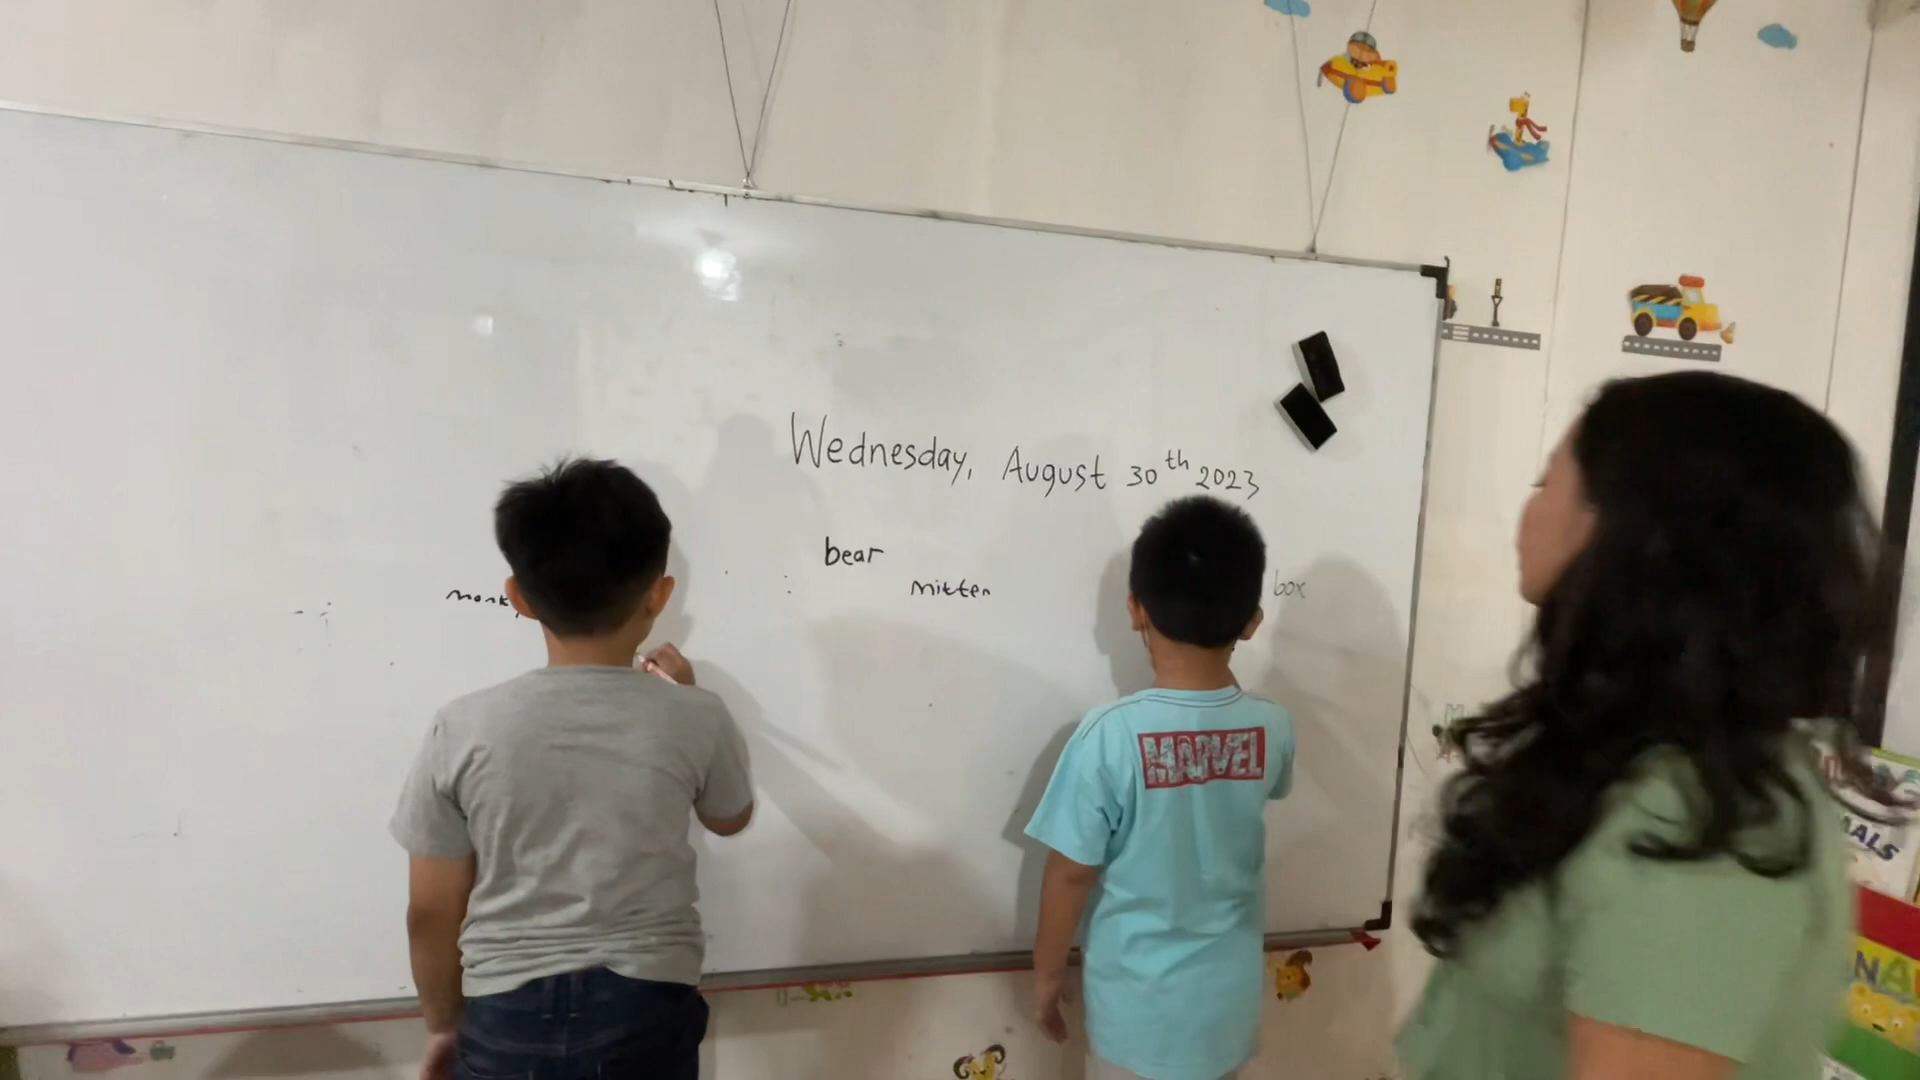 Wednesday, August 30th 2023
bear
mitten
box
MARVEL